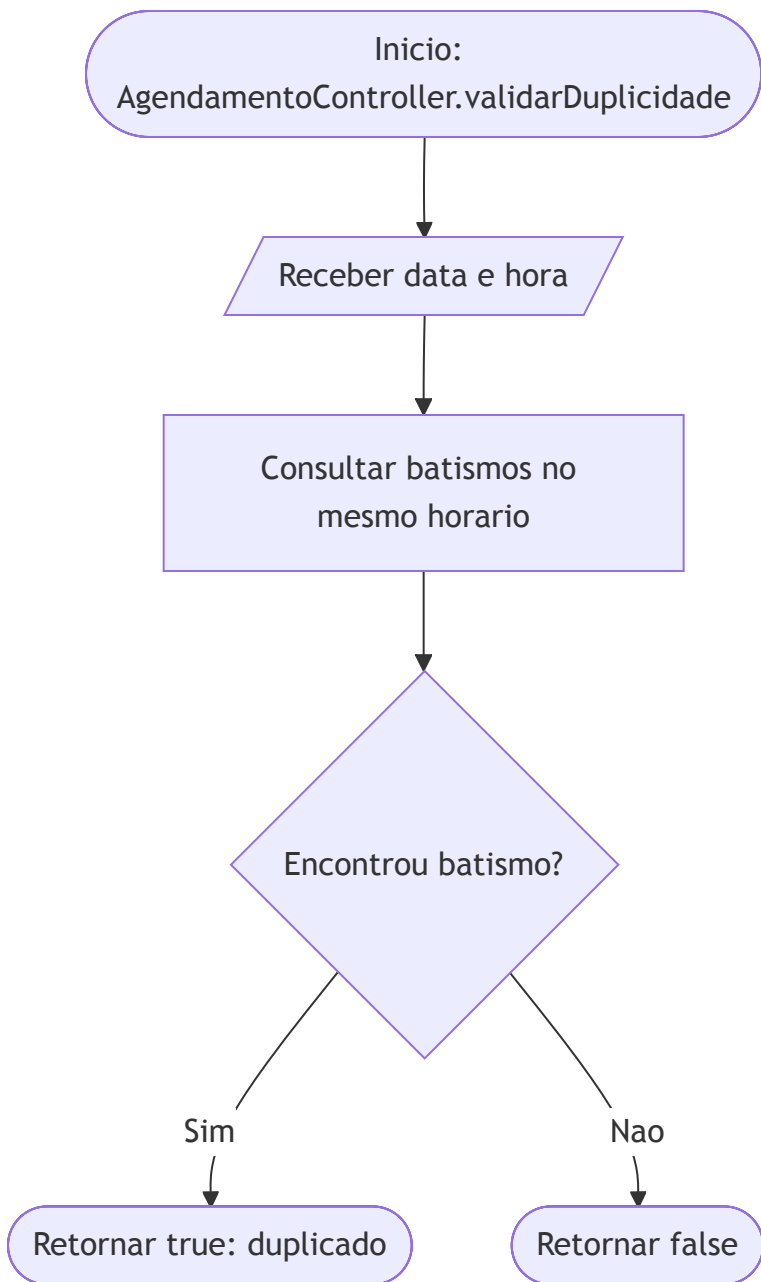 Inicio:
AgendamentoController.validarDuplicidade
Receber data e hora
Consultar batismos no
mesmo horario
Encontrou batismo?
Sim
Nao
Retornar true: duplicado
Retornar false